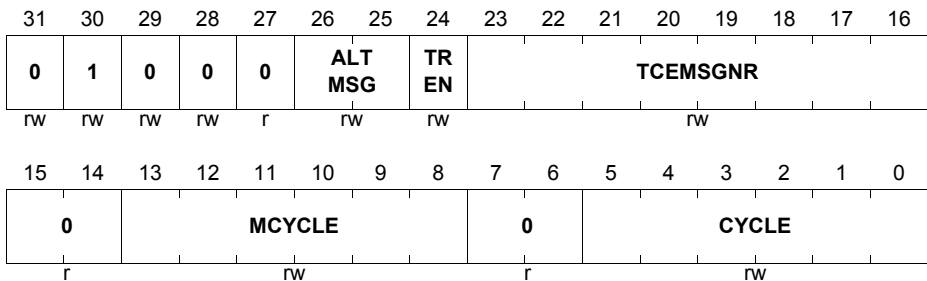 31 30 29 28 27 26 25 24 23 22 21 20 19 18 17 16
0 1 0 0 0 ALT MSG TR EN TCEMSGNR
rw rw rw rw r rw rw rw
15 14 13 12 11 10 9 8 7 6 5 4 3 2 1 0
0 MCYCLE 0 CYCLE
r rw r rw